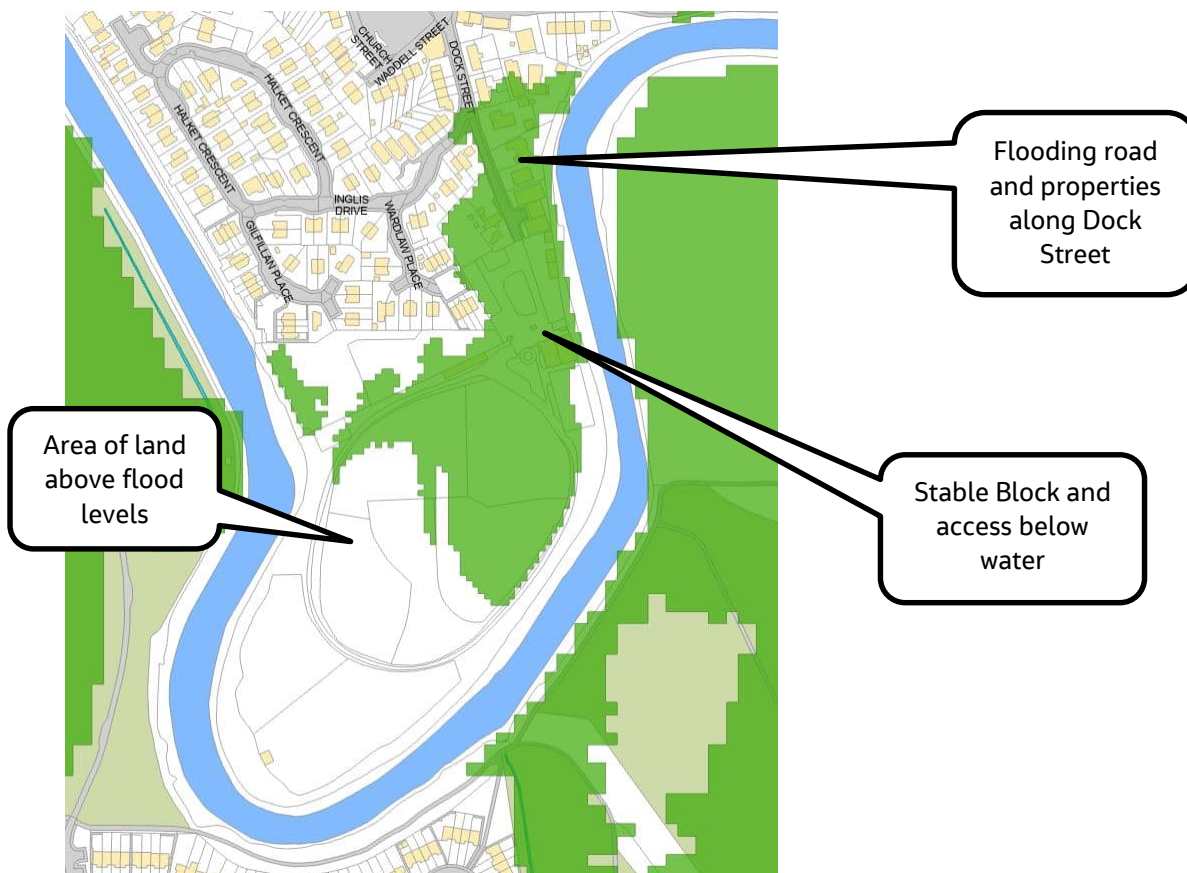 CHURCH
STREET
WADDELL STREET
DOCK STREET
HALKET CRESCENT
HALKET CRESCENT
INGLIS
DRIVE
WARDLAW PLACE
GILFILLAN PLACE
Flooding road
and properties
along Dock
Street
Area of land
above flood
levels
Stable Block and
access below
water